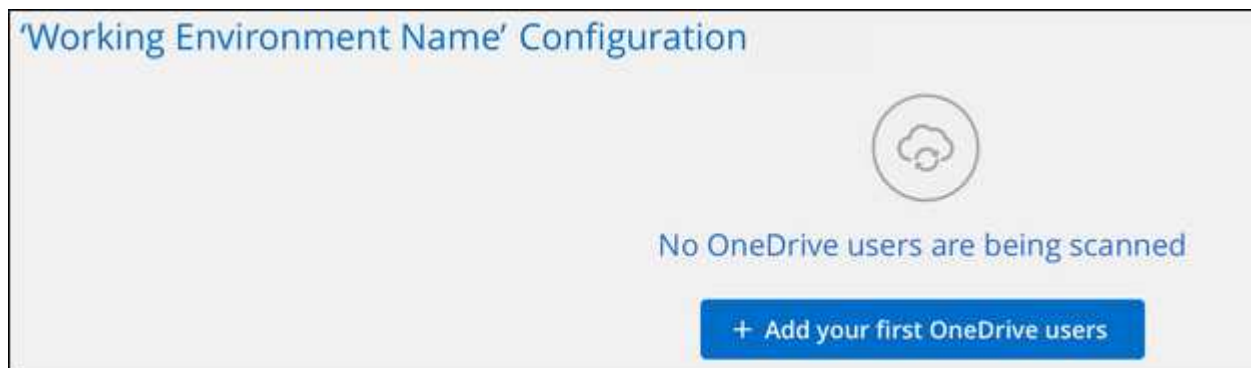 ‘Working Environment Name’ Configuration
No OneDrive users are being scanned
+ Add your first OneDrive users